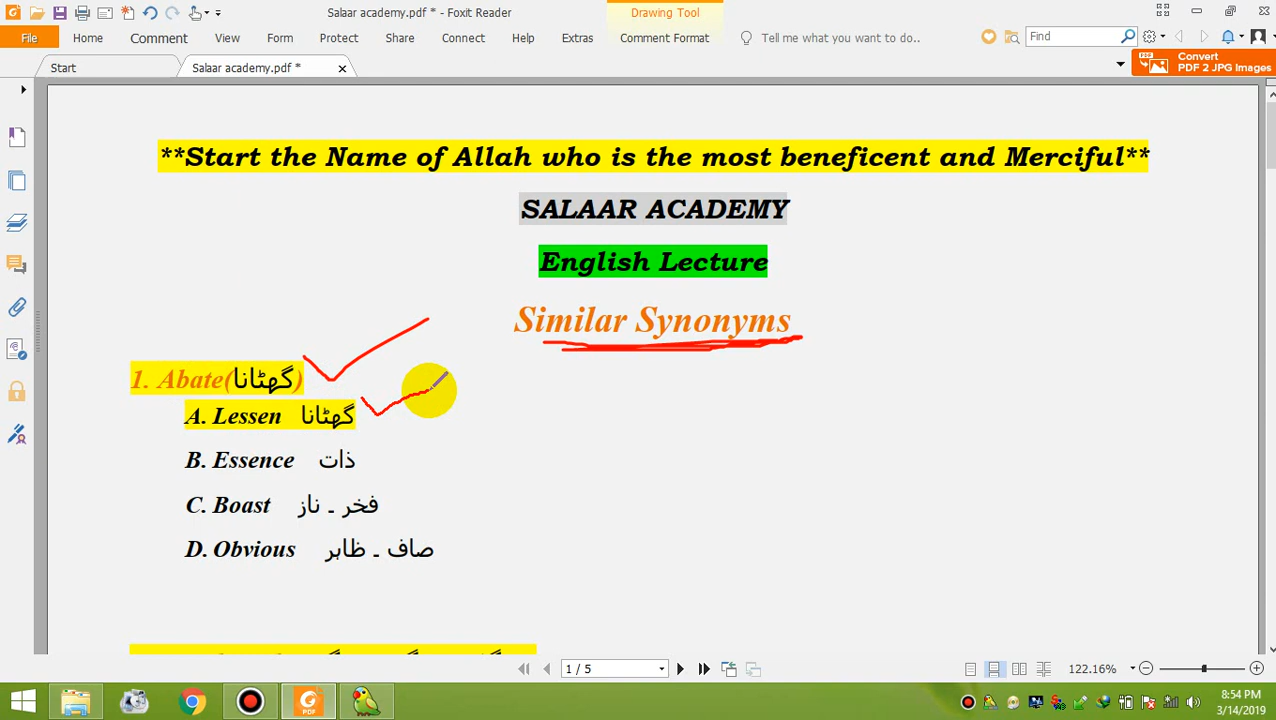 Salaar academy.pdf * - Foxit Reader
Drawing Tool
File
Home
Comment
View
Form
Protect
Share
Connect
Help
Extras
Comment Format
Tell me what you want to do..
Find
Start
Salaar academy.pdf *
Convert
PDF 2 JPG Images
**Start the Name of Allah who is the most beneficent and Merciful**
SALAAR ACADEMY
English Lecture
Similar Synonyms
1. Abate(گھٹانا)
A. Lessen گھٹانا
B. Essence ذات
C. Boast فخر ۔ ناز
D. Obvious صاف ۔ ظاہر
1 / 5
122.16%
8:54 PM
3/14/2019